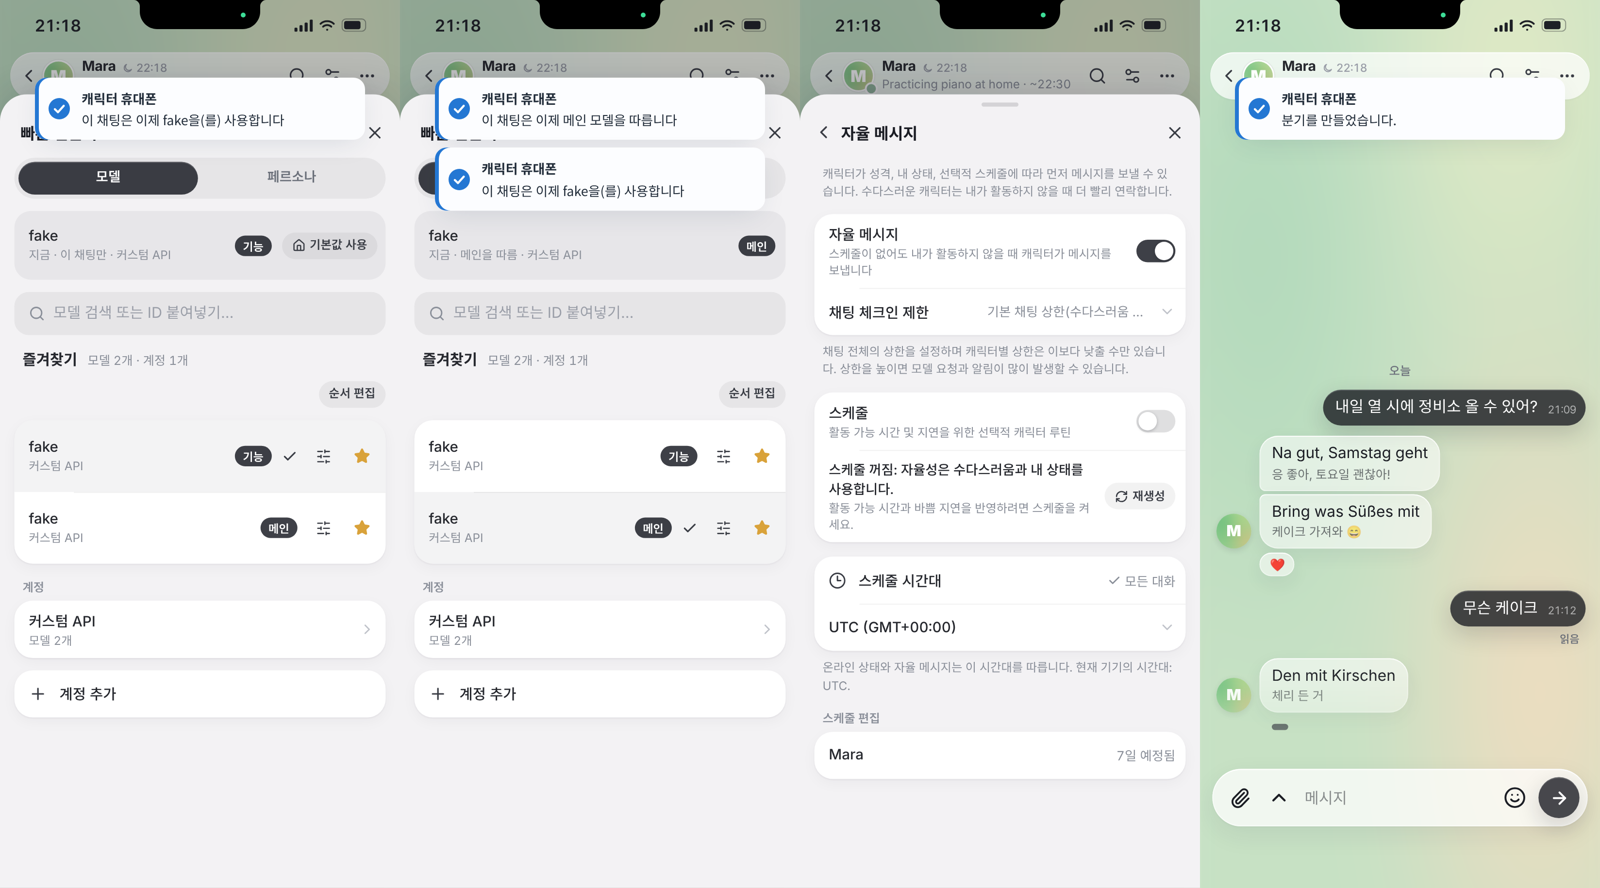 21:18
Mara 22:18
캐릭터 휴대폰
이 채팅은 이제 fake을(를) 사용합니다
모델
페르소나
fake
지금 · 이 채팅만 · 커스텀 API
기능
기본값 사용
모델 검색 또는 ID 붙여넣기...
즐겨찾기 모델 2개 · 계정 1개
순서 편집
fake
커스텀 API
기능
fake
커스텀 API
메인
계정
커스텀 API
모델 2개
계정 추가
21:18
Mara 22:18
캐릭터 휴대폰
이 채팅은 이제 메인 모델을 따릅니다
캐릭터 휴대폰
이 채팅은 이제 fake을(를) 사용합니다
fake
지금 · 메인을 따름 · 커스텀 API
메인
모델 검색 또는 ID 붙여넣기...
즐겨찾기 모델 2개 · 계정 1개
순서 편집
fake
커스텀 API
기능
fake
커스텀 API
메인
계정
커스텀 API
모델 2개
계정 추가
21:18
M
Mara 22:18
Practicing piano at home · ~22:30
자율 메시지
캐릭터가 성격, 내 상태, 선택적 스케줄에 따라 먼저 메시지를 보낼 수 있
습니다. 수다스러운 캐릭터는 내가 활동하지 않을 때 더 빨리 연락합니다.
자율 메시지
스케줄이 없어도 내가 활동하지 않을 때 캐릭터가 메시지를
보냅니다
채팅 체크인 제한
기본 채팅 상한(수다스러움 ...
채팅 전체의 상한을 설정하며 캐릭터별 상한은 이보다 낮출 수만 있습니
다. 상한을 높이면 모델 요청과 알림이 많이 발생할 수 있습니다.
스케줄
활동 가능 시간 및 지연을 위한 선택적 캐릭터 루틴
스케줄 꺼짐: 자율성은 수다스러움과 내 상태를
사용합니다.
활동 가능 시간과 바쁨 지연을 반영하려면 스케줄을 켜
세요.
재생성
스케줄 시간대
모든 대화
UTC (GMT+00:00)
온라인 상태와 자율 메시지는 이 시간대를 따릅니다. 현재 기기의 시간대:
UTC.
스케줄 편집
Mara
7일 예정됨
21:18
Mara 22:18
캐릭터 휴대폰
분기를 만들었습니다.
오늘
내일 열 시에 정비소 올 수 있어? 21:09
Na gut, Samstag geht
응 좋아, 토요일 괜찮아!
Bring was Süßes mit
케이크 가져와 😄
M
❤️
무슨 케이크 21:12
읽음
Den mit Kirschen
체리 든 거
M
메시지